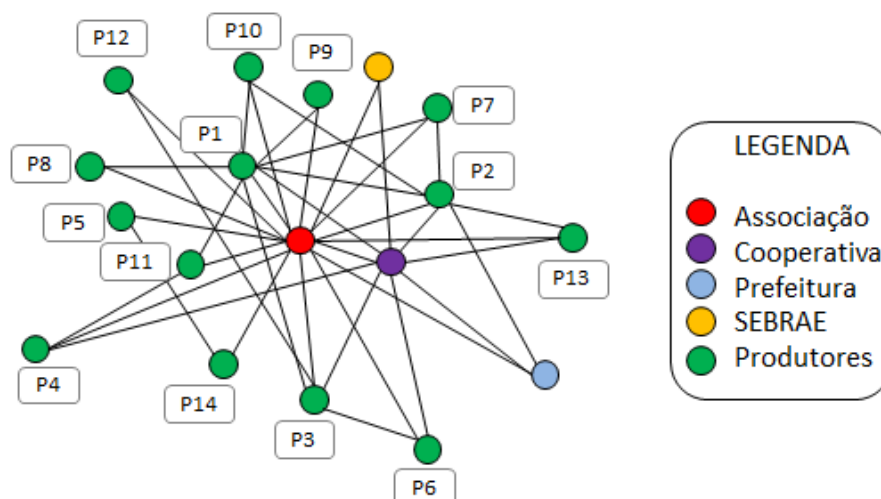 P12
P10
P9
P7
P1
P8
P2
P5
P11
P13
P4
P14
P3
P6
LEGENDA
Associação
Cooperativa
Prefeitura
SEBRAE
Produtores